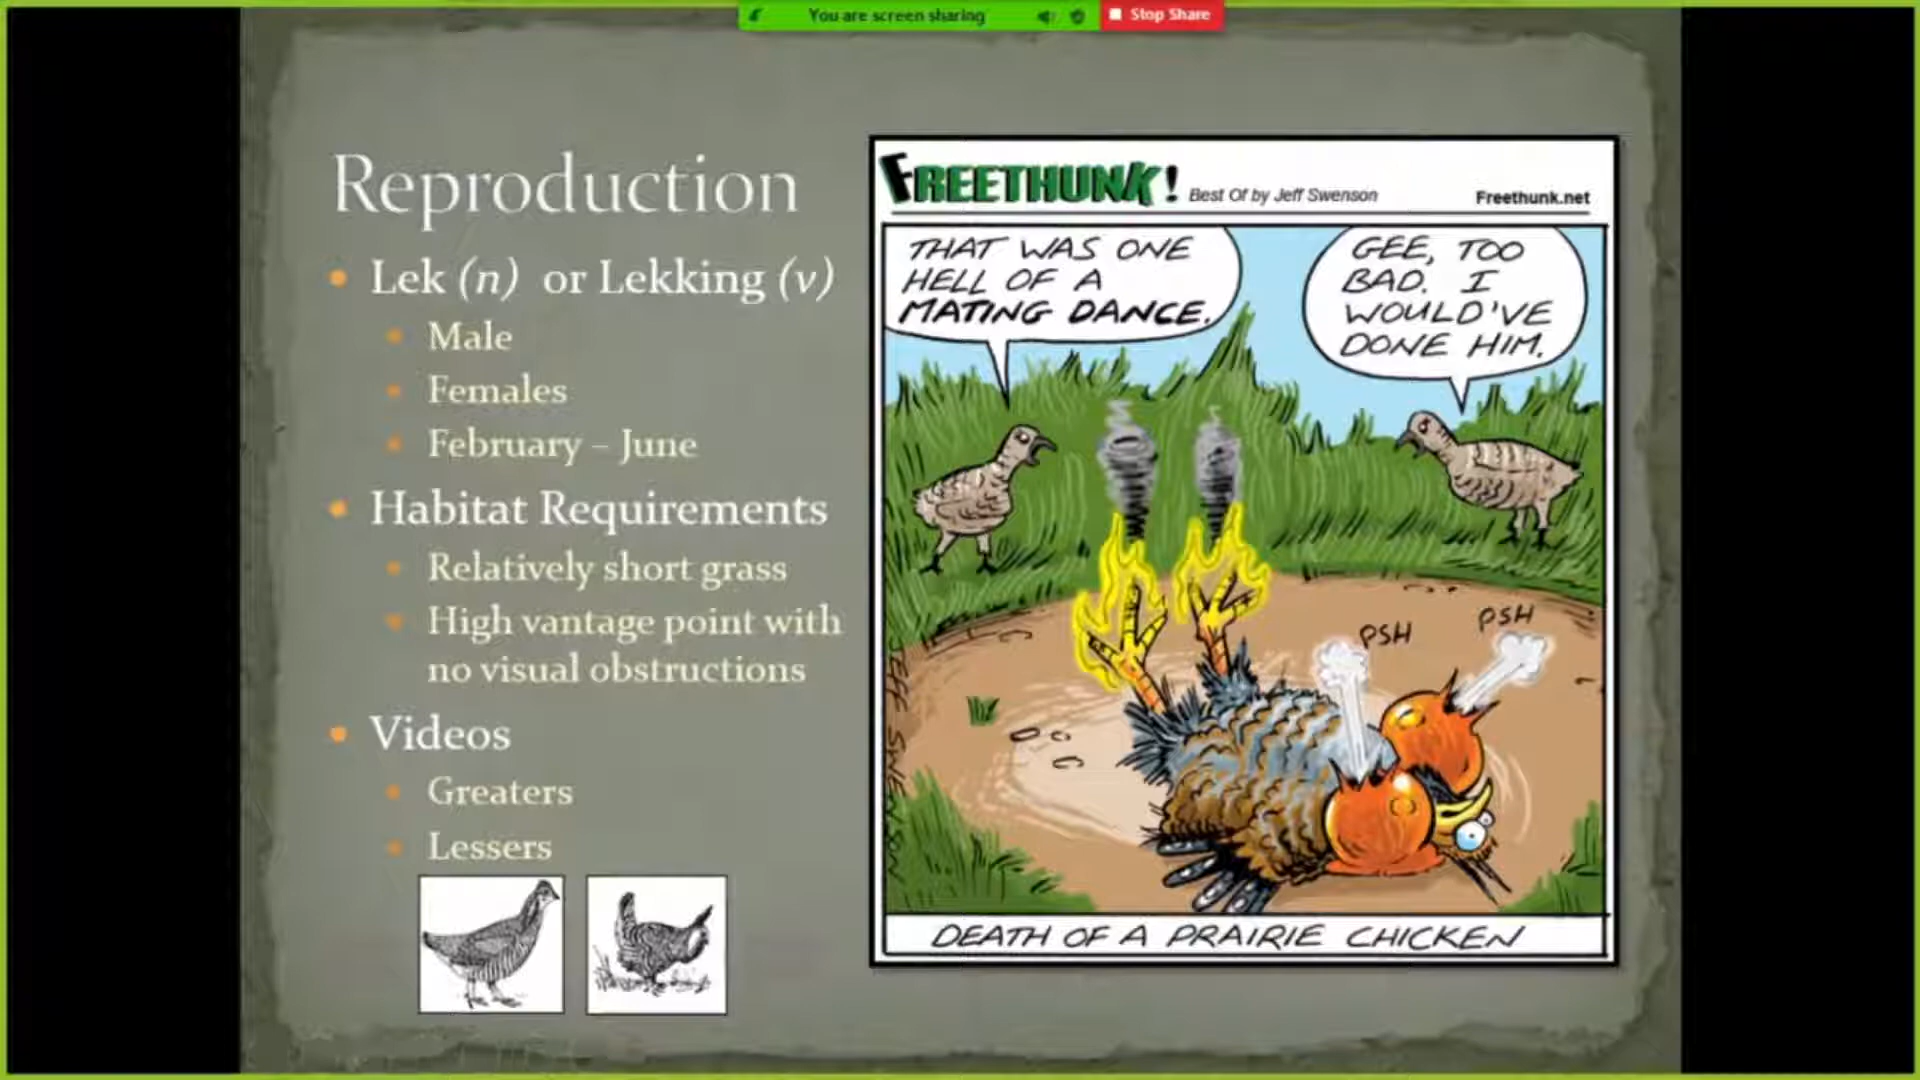 You are screen sharing
Stop Share
Reproduction
Lek (n) or Lekking (v)
Male
Females
February – June
Habitat Requirements
Relatively short grass
High vantage point with
no visual obstructions
Videos
Greaters
Lessers
FREETHUNK! Best Of by Jeff Swenson Freethunk.net
THAT WAS ONE
HELL OF A
MATING DANCE.
GEE, TOO
BAD. I
WOULD'VE
DONE HIM.
PSH
PSH
DEATH OF A PRAIRIE CHICKEN